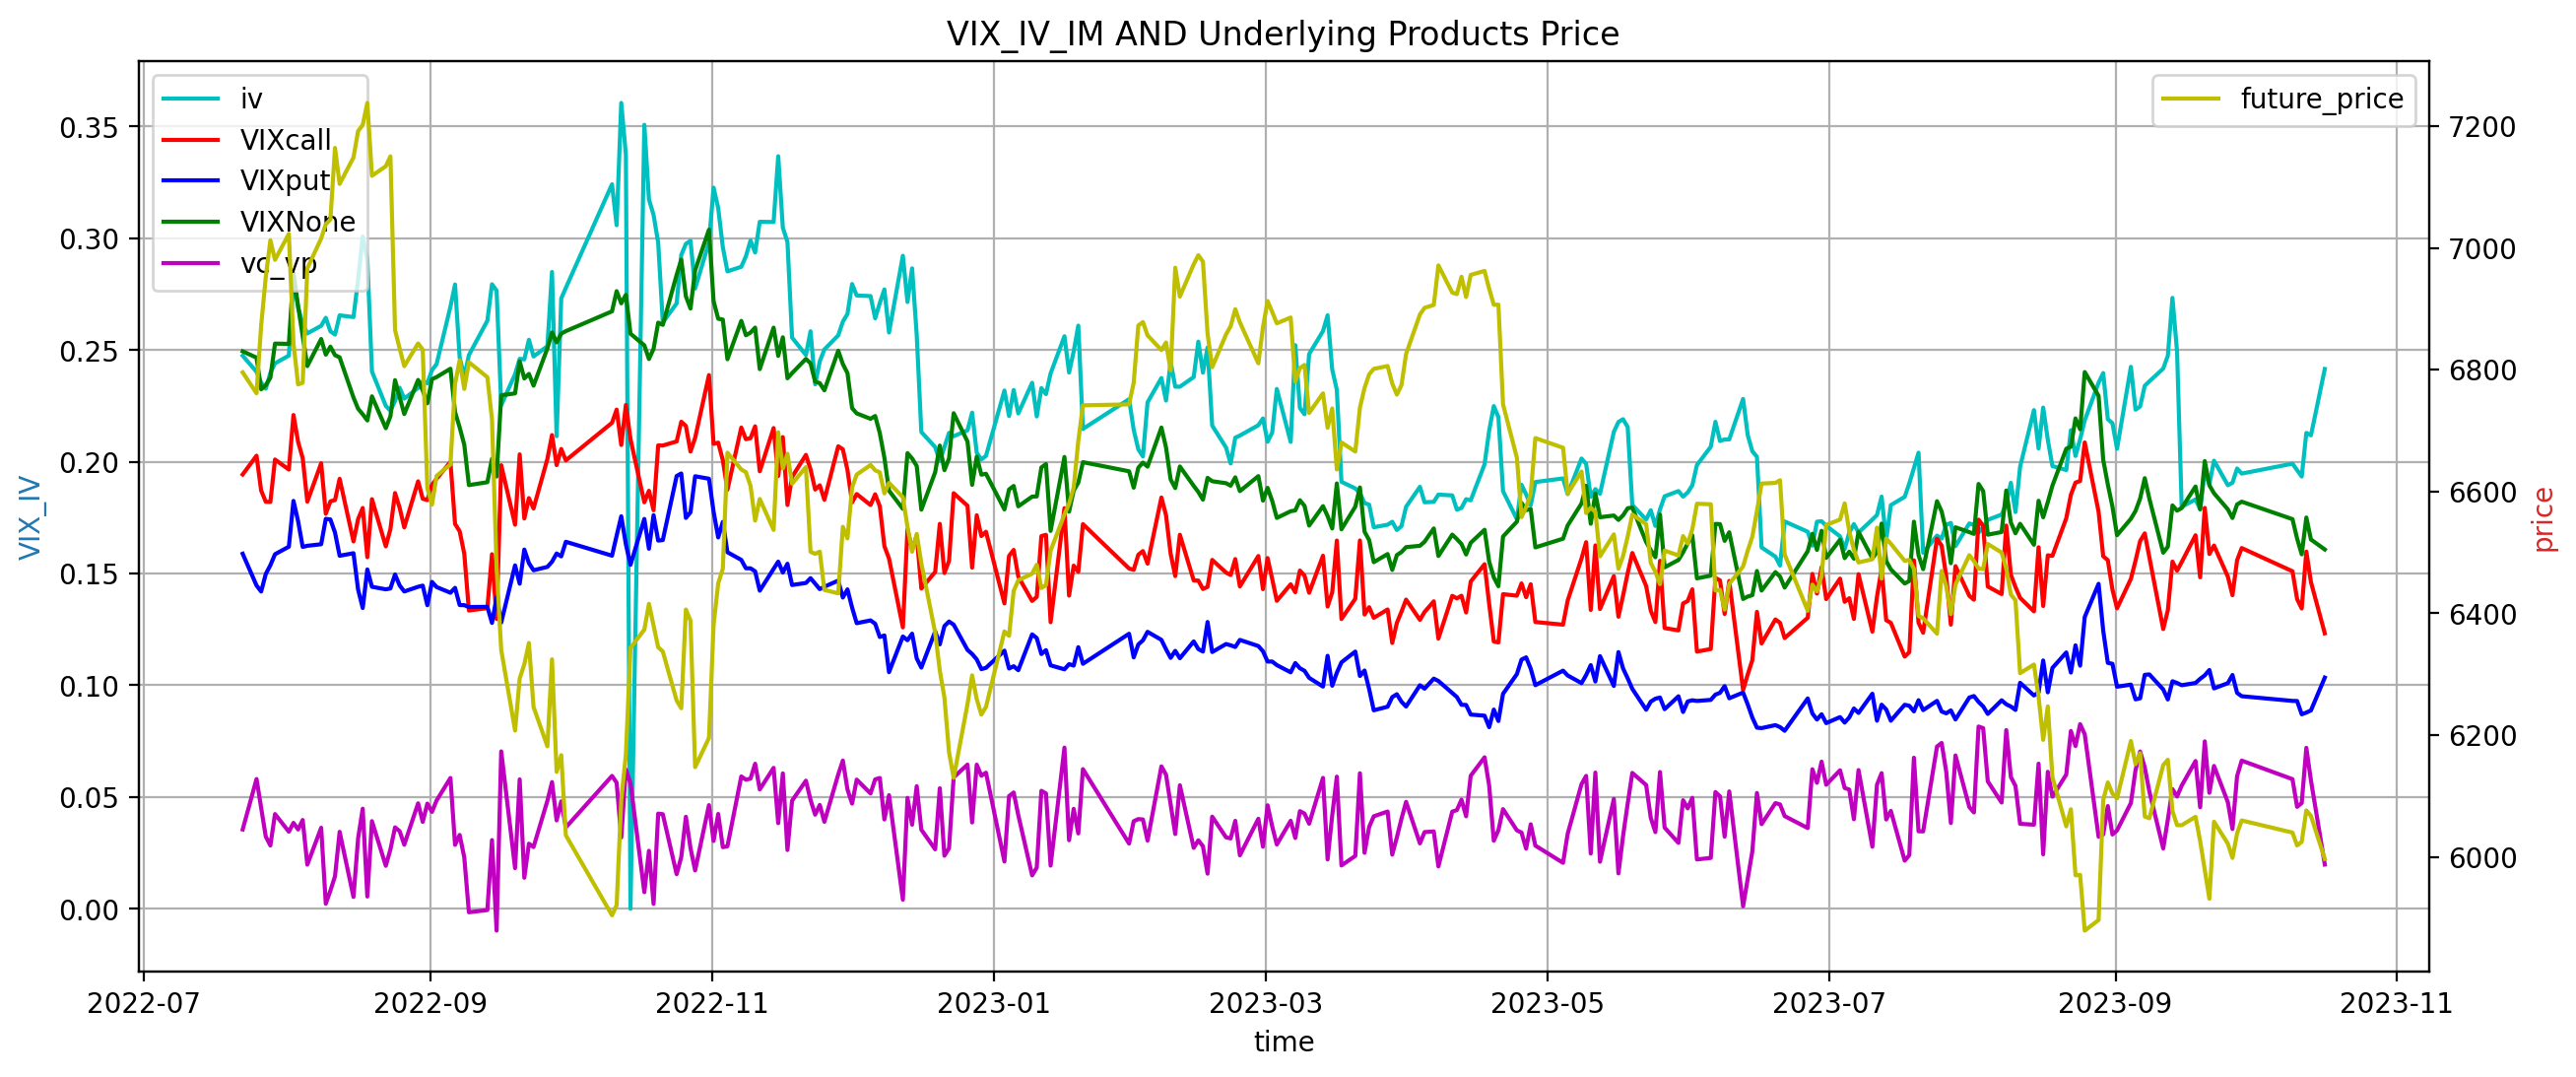 VIX_IV_IM AND Underlying Products Price
iv
VIXcall
VIXput
VIXNone
vc_vp
future_price
0.35
0.30
0.25
0.20
0.15
0.10
0.05
0.00
VIX_IV
7200
7000
6800
6600
6400
6200
6000
price
2022-07
2022-09
2022-11
2023-01
2023-03
2023-05
2023-07
2023-09
2023-11
time